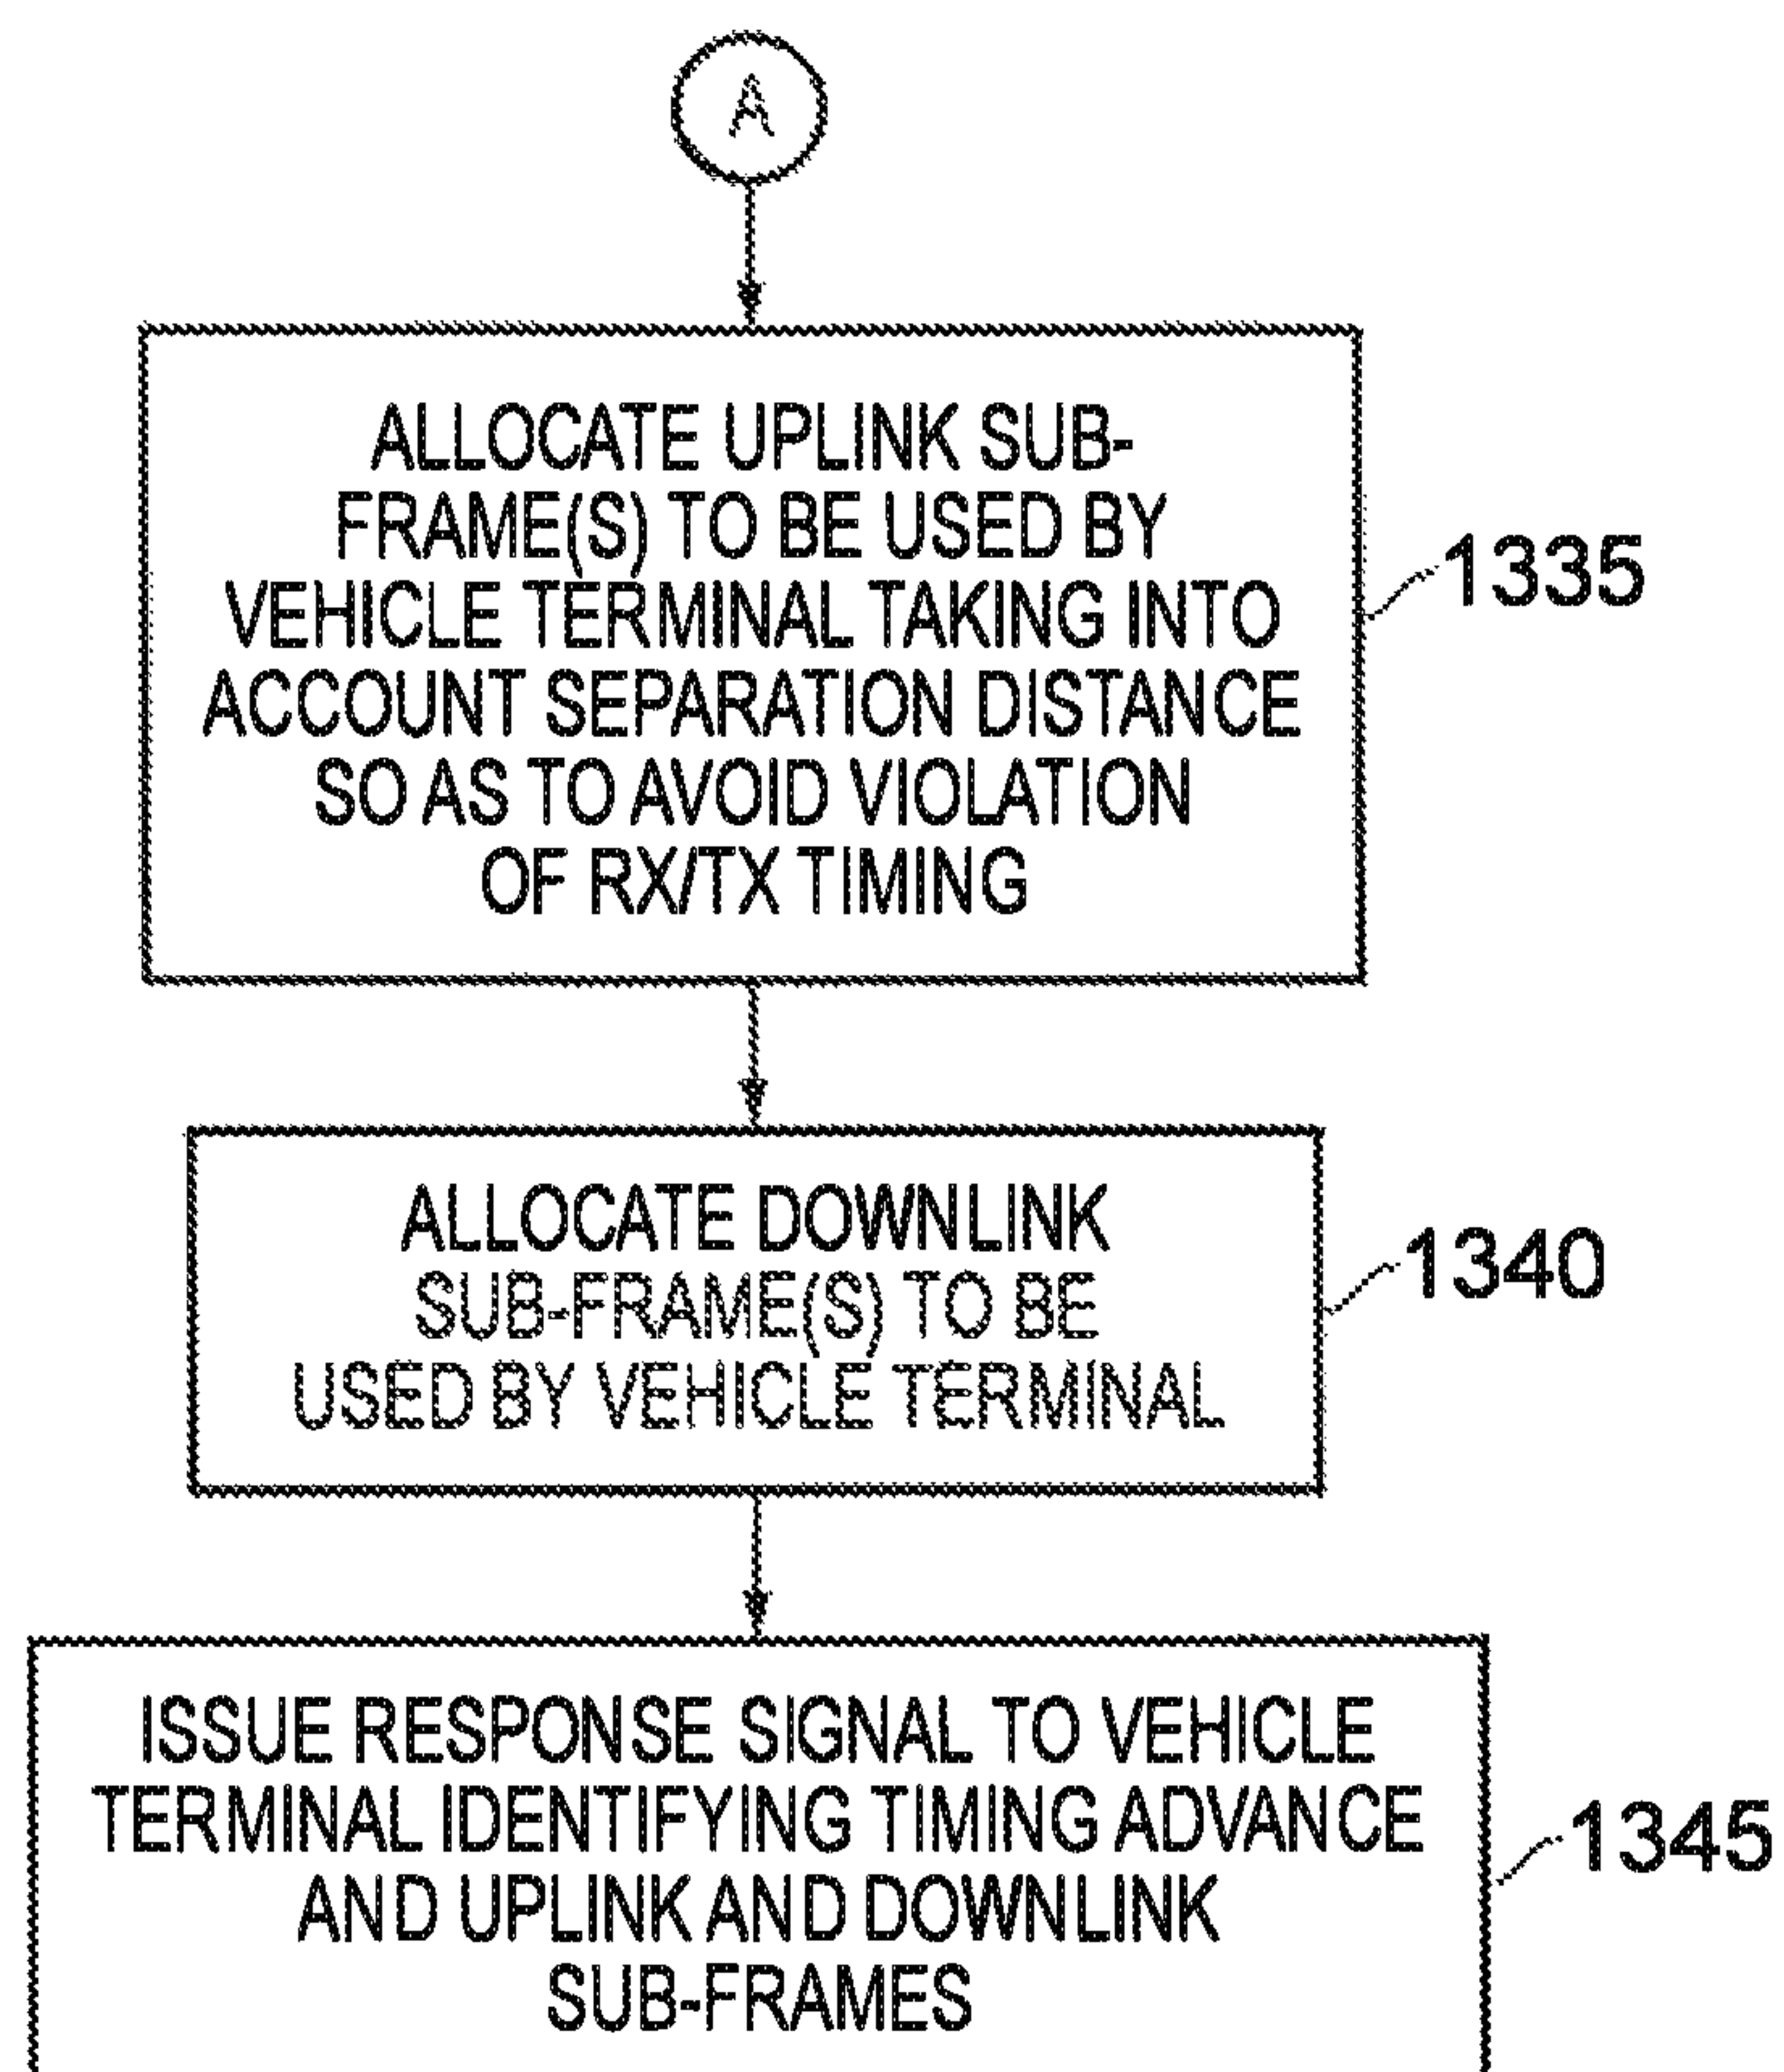 A
ALLOCATE UPLINK SUB-
FRAME(S) TO BE USED BY
VEHICLE TERMINAL TAKING INTO
ACCOUNT SEPARATION DISTANCE
SO AS TO AVOID VIOLATION
OF RX/TX TIMING
1335
ALLOCATE DOWNLINK
SUB-FRAME(S) TO BE
USED BY VEHICLE TERMINAL
1340
ISSUE RESPONSE SIGNAL TO VEHICLE
TERMINAL IDENTIFYING TIMING ADVANCE
AND UPLINK AND DOWNLINK
SUB-FRAMES
1345